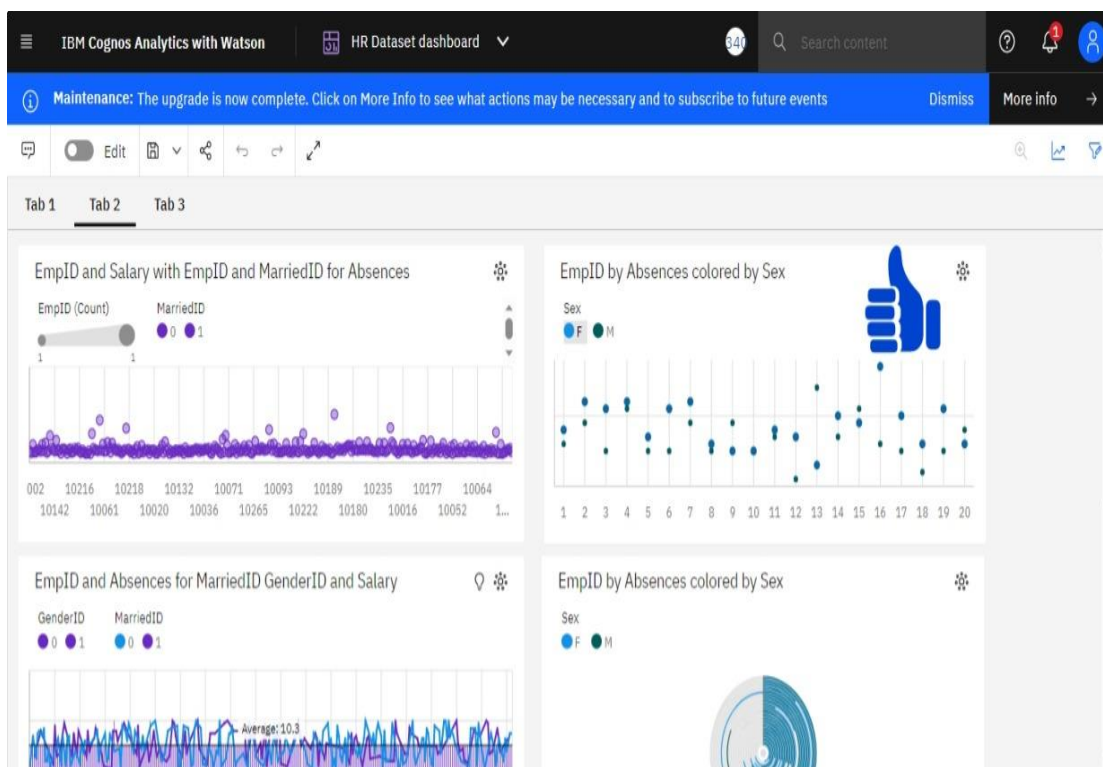 IBM Cognos Analytics with Watson
HR Dataset dashboard
340
Search content
1
Maintenance: The upgrade is now complete. Click on More Info to see what actions may be necessary and to subscribe to future events
Dismiss
More info
Edit
Tab 1 Tab 2 Tab 3
EmpID and Salary with EmpID and MarriedID for Absences
EmpID (Count) MarriedID
0 1
1 1
002 10216 10218 10132 10071 10093 10189 10235 10177 10064
10142 10061 10020 10036 10265 10222 10180 10016 10052 1...
EmpID by Absences colored by Sex
Sex
F M
1 2 3 4 5 6 7 8 9 10 11 12 13 14 15 16 17 18 19 20
EmpID and Absences for MarriedID GenderID and Salary
GenderID MarriedID
0 1 0 1
Average: 10.3
EmpID by Absences colored by Sex
Sex
F M